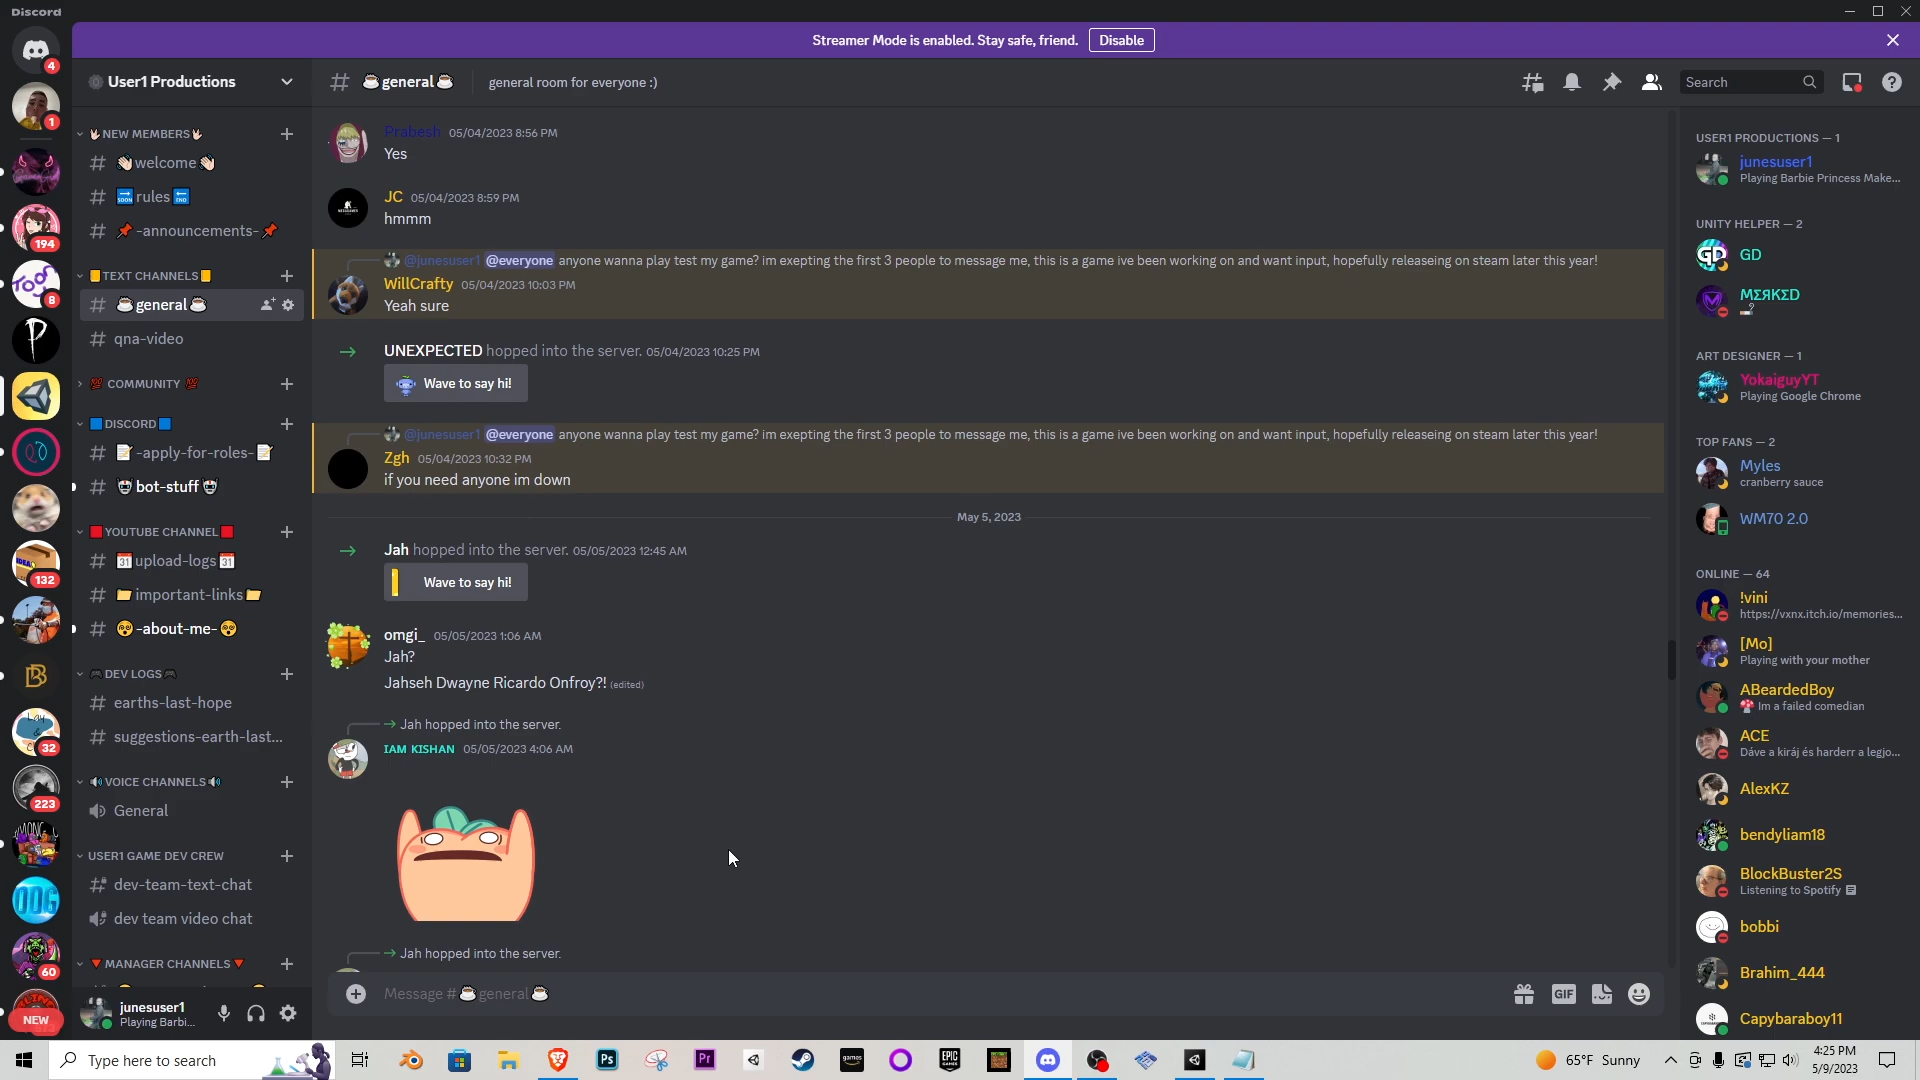 Discord
Streamer Mode is enabled. Stay safe, friend.
Disable
4
1
194
8
132
32
223
60
NEW
User1 Productions
NEW MEMBERS
welcome
rules
-announcements-
TEXT CHANNELS
general
qna-video
COMMUNITY
DISCORD
-apply-for-roles-
bot-stuff
YOUTUBE CHANNEL
upload-logs
important-links
-about-me-
DEV LOGS
earths-last-hope
suggestions-earth-last...
VOICE CHANNELS
General
USER1 GAME DEV CREW
dev-team-text-chat
dev team video chat
MANAGER CHANNELS
junesuser1
Playing Barbi...
general
general room for everyone :)
Search
Prabesh 05/04/2023 8:56 PM
Yes
JC 05/04/2023 8:59 PM
hmmm
@junesuser1 @everyone anyone wanna play test my game? im exepting the first 3 people to message me, this is a game ive been working on and want input, hopefully releaseing on steam later this year!
WillCrafty 05/04/2023 10:03 PM
Yeah sure
UNEXPECTED hopped into the server. 05/04/2023 10:25 PM
Wave to say hi!
@junesuser1 @everyone anyone wanna play test my game? im exepting the first 3 people to message me, this is a game ive been working on and want input, hopefully releaseing on steam later this year!
Zgh 05/04/2023 10:32 PM
if you need anyone im down
May 5, 2023
Jah hopped into the server. 05/05/2023 12:45 AM
Wave to say hi!
omgi_ 05/05/2023 1:06 AM
Jah?
Jahseh Dwayne Ricardo Onfroy?! (edited)
Jah hopped into the server.
IAM KISHAN 05/05/2023 4:06 AM
Jah hopped into the server.
Message # general
GIF
USER1 PRODUCTIONS — 1
junesuser1
Playing Barbie Princess Make...
UNITY HELPER — 2
GD
MΣЯKΣD
ART DESIGNER — 1
YokaiguyYT
Playing Google Chrome
TOP FANS — 2
Myles
cranberry sauce
WM70 2.0
ONLINE — 64
!vini
https://vxnx.itch.io/memories...
[Mo]
Playing with your mother
ABeardedBoy
Im a failed comedian
ACE
Dáve a kiráj és harderr a legjo...
AlexKZ
bendyliam18
BlockBuster2S
Listening to Spotify
bobbi
Brahim_444
Capybaraboy11
Type here to search
65°F Sunny
4:25 PM
5/9/2023